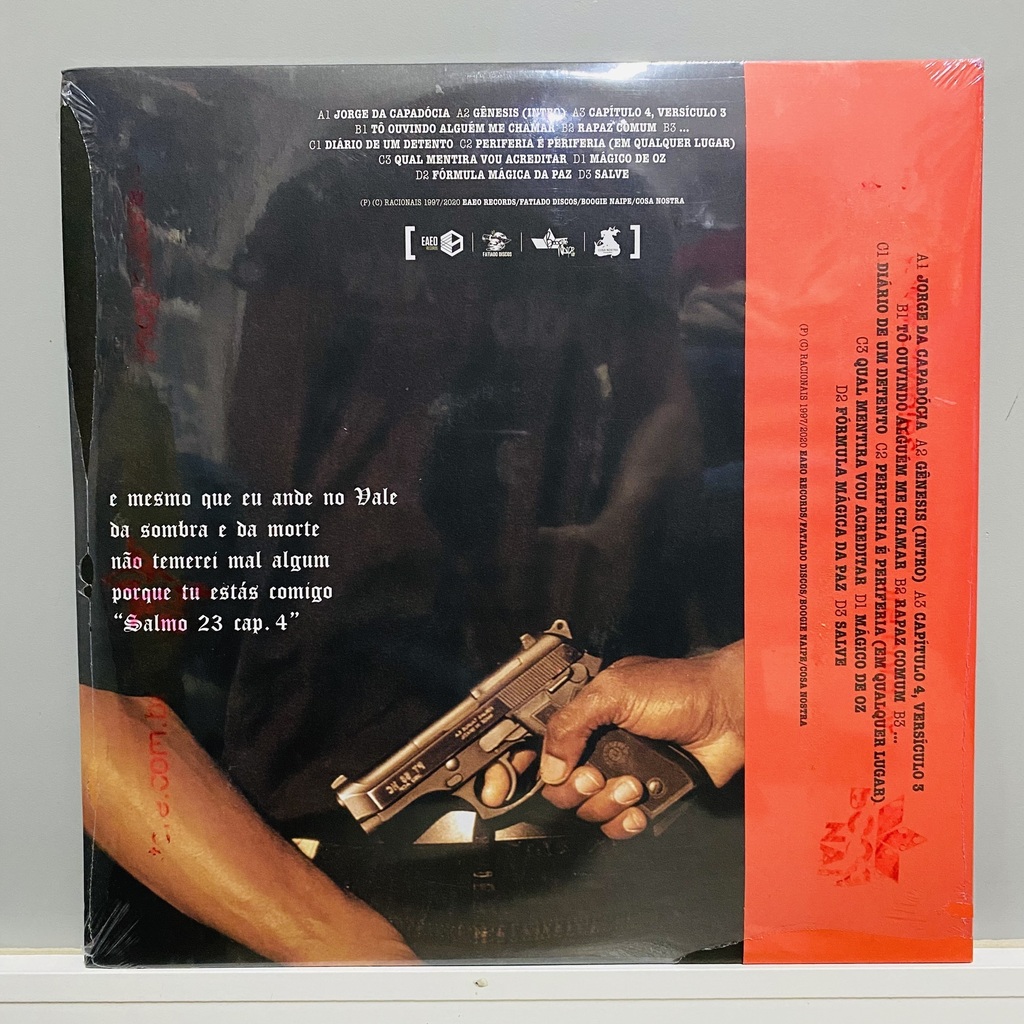 A1 JORGE DA CAPADÓCIA A2 GÊNESIS (INTRO) A3 CAPÍTULO 4, VERSÍCULO 3
B1 TÔ OUVINDO ALGUÉM ME CHAMAR B2 RAPAZ COMUM B3 ...
C1 DIÁRIO DE UM DETENTO C2 PERIFERIA É PERIFERIA (EM QUALQUER LUGAR)
C3 QUAL MENTIRA VOU ACREDITAR D1 MÁGICO DE OZ
D2 FÓRMULA MÁGICA DA PAZ D3 SALVE
(P) (C) RACIONAIS 1997/2020 EAEO RECORDS/FATIADO DISCOS/BOOGIE NAIPE/COSA NOSTRA
[ EAEO RECORDS | FATIADO DISCOS | Boogie Naipe | ]
e mesmo que eu ande no Vale
da sombra e da morte
não temerei mal algum
porque tu estás comigo
“Salmo 23 cap. 4”
A1 JORGE DA CAPADÓCIA A2 GÊNESIS (INTRO) A3 CAPÍTULO 4, VERSÍCULO 3
B1 TÔ OUVINDO ALGUÉM ME CHAMAR B2 RAPAZ COMUM B3 ...
C1 DIÁRIO DE UM DETENTO C2 PERIFERIA É PERIFERIA (EM QUALQUER LUGAR)
C3 QUAL MENTIRA VOU ACREDITAR D1 MÁGICO DE OZ
D2 FÓRMULA MÁGICA DA PAZ D3 SALVE
(P) (C) RACIONAIS 1997/2020 EAEO RECORDS/FATIADO DISCOS/BOOGIE NAIPE/COSA NOSTRA